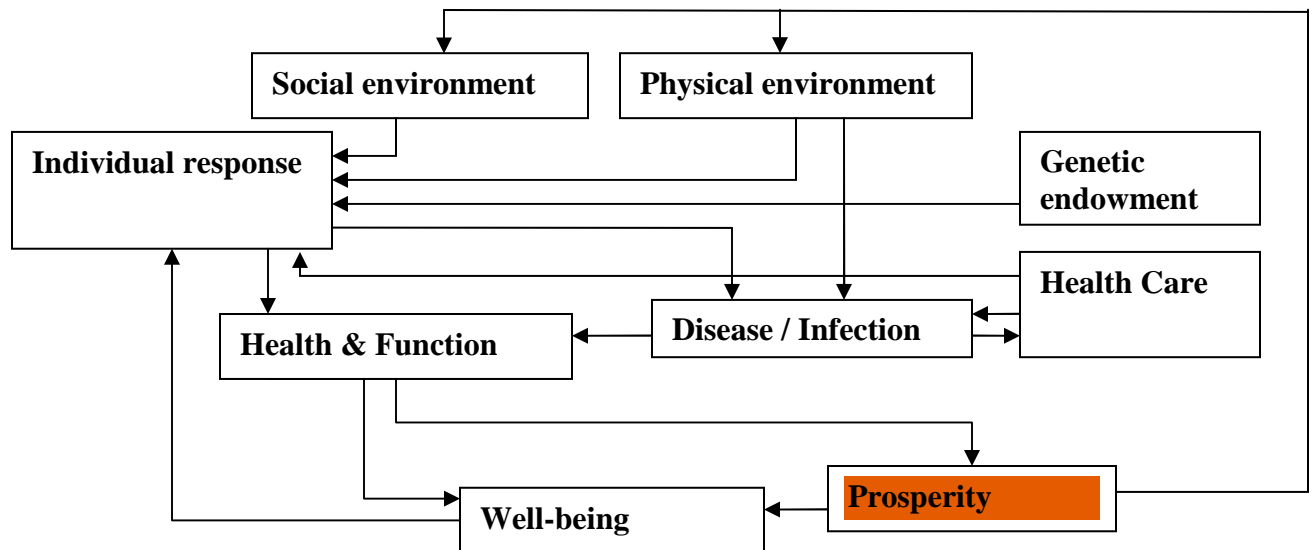 Social environment
Physical environment
Individual response
Genetic
endowment
Health Care
Disease / Infection
Health & Function
Prosperity
Well-being